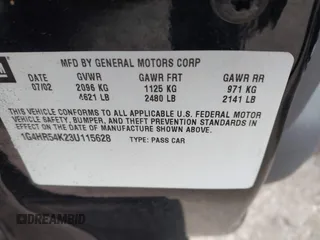 GM
MFD BY GENERAL MOTORS CORP
DATE GVWR GAWR FRT GAWR RR
07/02 2096 KG 1125 KG 971 KG
4621 LB 2480 LB 2141 LB
THIS VEHICLE CONFORMS TO ALL APPLICABLE U.S. FEDERAL MOTOR
VEHICLE SAFETY, BUMPER, AND THEFT PREVENTION STANDARDS IN
EFFECT ON THE DATE OF MANUFACTURE SHOWN ABOVE.
1G4HR54K23U115628 TYPE: PASS CAR
DREAMBID